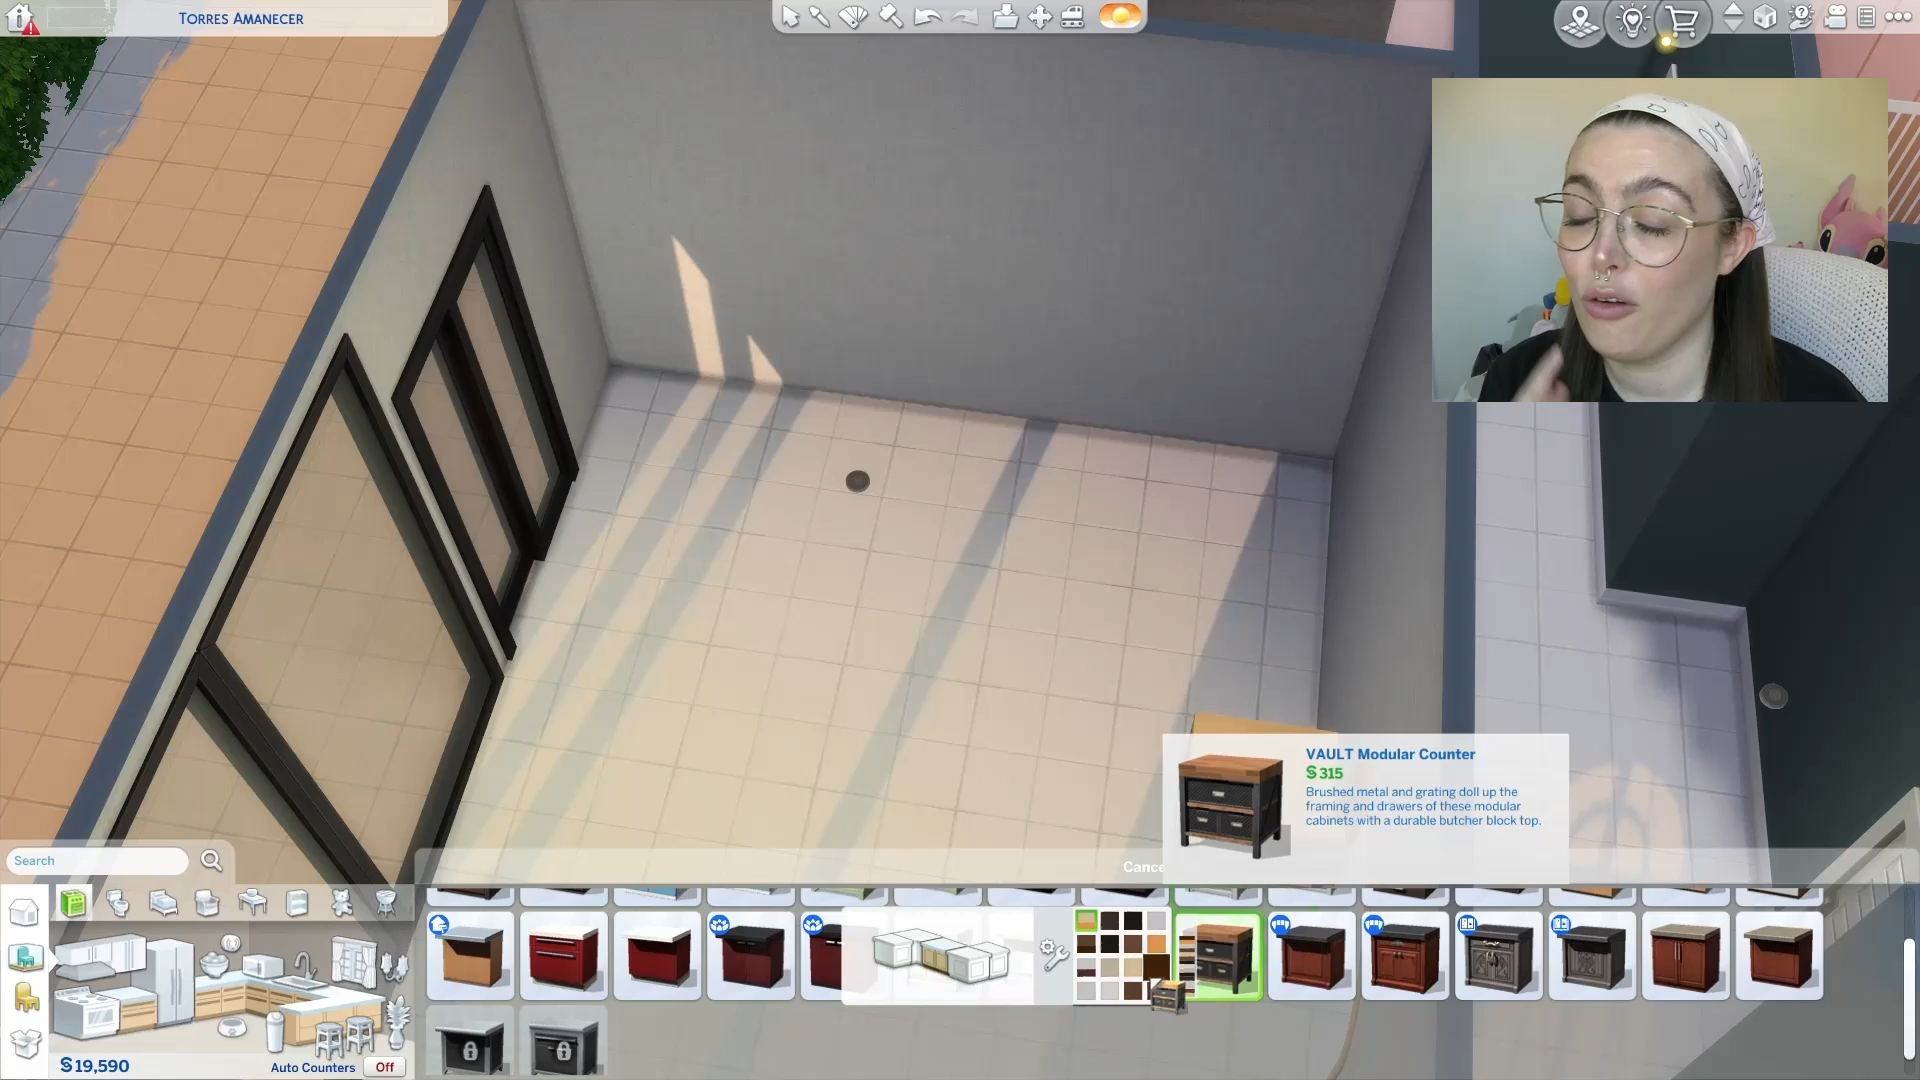 TORRES AMANECER
VAULT Modular Counter
§315
Brushed metal and grating doll up the
framing and drawers of these modular
cabinets with a durable butcher block top.
Search
Cance
§19,590
Auto Counters
Off